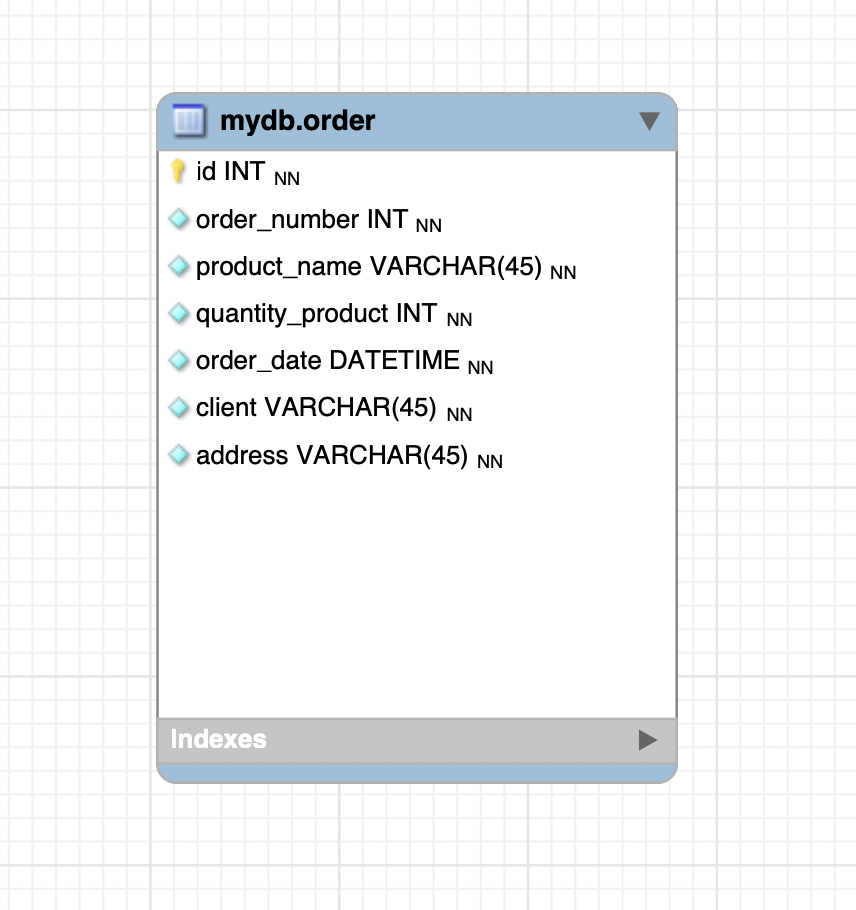 mydb.order
id INT NN
order_number INT NN
product_name VARCHAR(45) NN
quantity_product INT NN
order_date DATETIME NN
client VARCHAR(45) NN
address VARCHAR(45) NN
Indexes